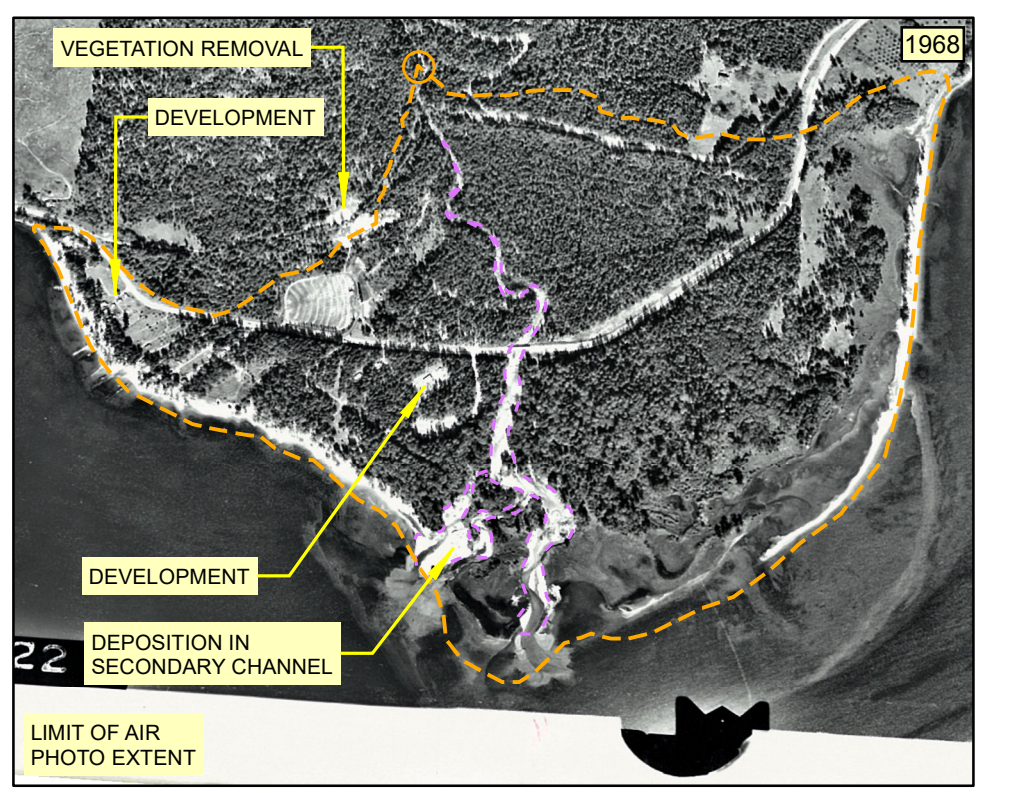 VEGETATION REMOVAL
1968
DEVELOPMENT
DEVELOPMENT
DEPOSITION IN
SECONDARY CHANNEL
22
LIMIT OF AIR
PHOTO EXTENT